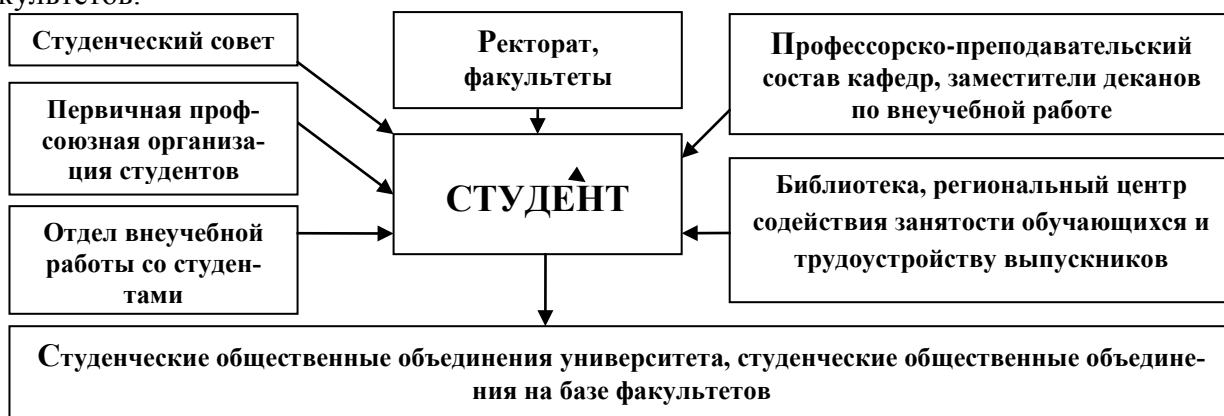 культетов.
Студенческий совет
Ректорат,
факультеты
Профессорско-преподавательский
состав кафедр, заместители деканов
по внеучебной работе
Первичная проф-
союзная организа-
ция студентов
СТУДЕНТ
Библиотека, региональный центр
содействия занятости обучающихся и
трудоустройству выпускников
Отдел внеучебной
работы со студен-
тами
Студенческие общественные объединения университета, студенческие общественные объедине-
ния на базе факультетов